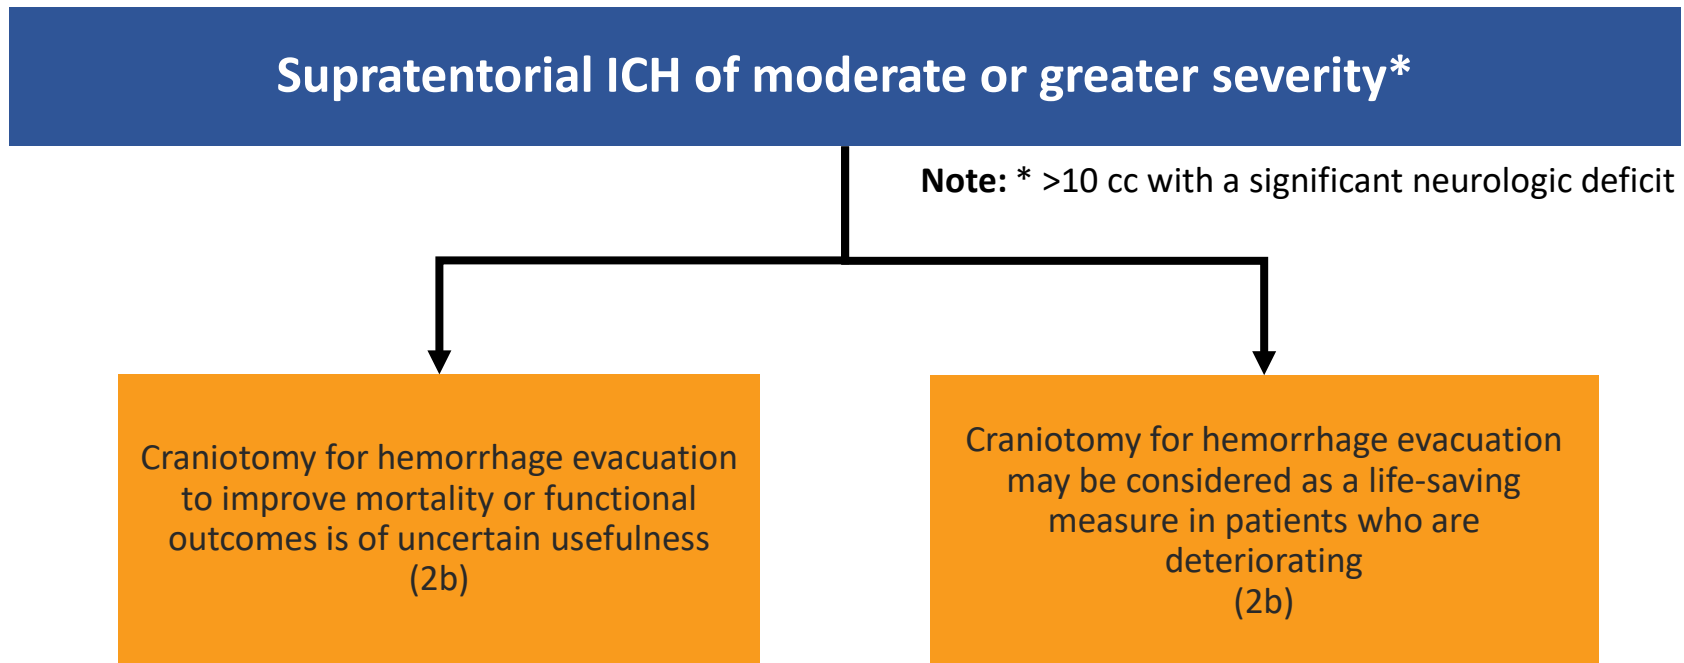 Supratentorial ICH of moderate or greater severity*
Note: * >10 cc with a significant neurologic deficit
Craniotomy for hemorrhage evacuation
to improve mortality or functional
outcomes is of uncertain usefulness
(2b)
Craniotomy for hemorrhage evacuation
may be considered as a life-saving
measure in patients who are
deteriorating
(2b)